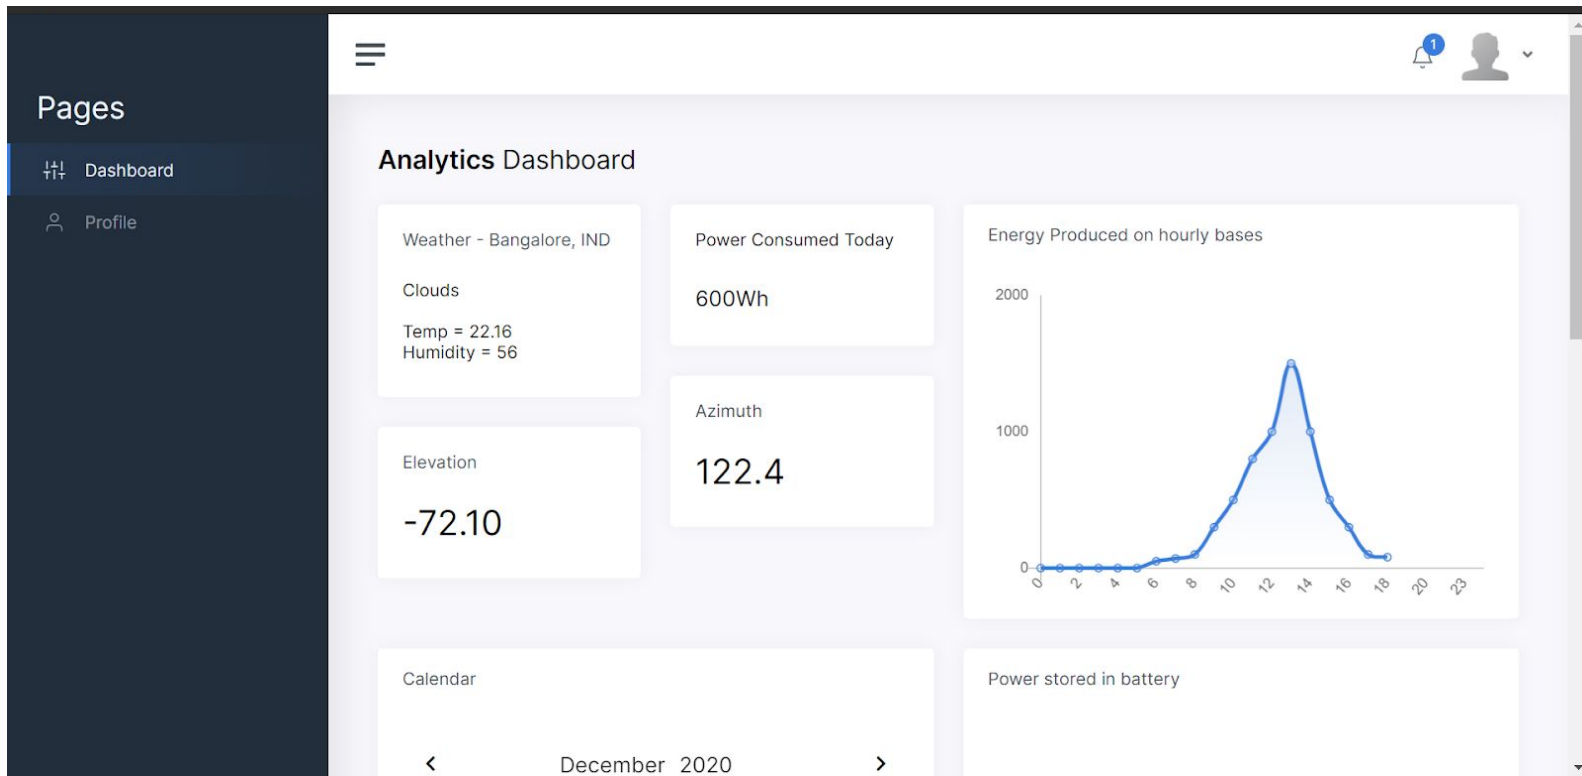 1
Pages
Dashboard
Profile
Analytics Dashboard
Weather - Bangalore, IND
Clouds
Temp = 22.16
Humidity = 56
Power Consumed Today
600Wh
Energy Produced on hourly bases
2000
1000
0
0 2 4 6 8 10 12 14 16 18 20 23
Azimuth
122.4
Elevation
-72.10
Calendar
December 2020
Power stored in battery